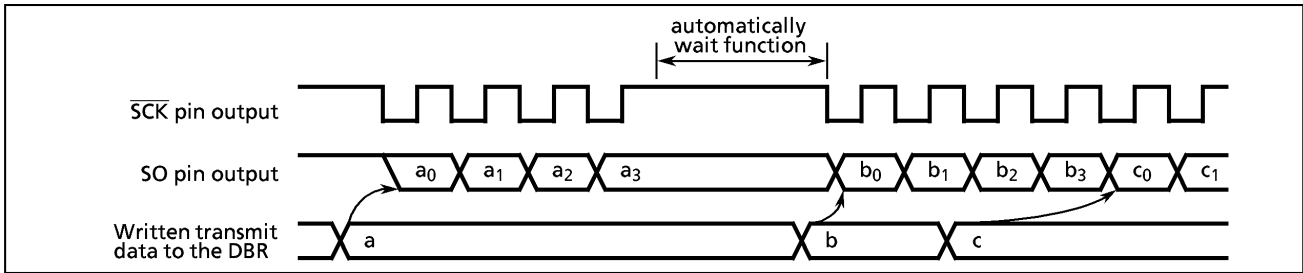 automatically
wait function
SCK pin output
SO pin output
a0 a1 a2 a3 b0 b1 b2 b3 c0 c1
Written transmit
data to the DBR
a b c